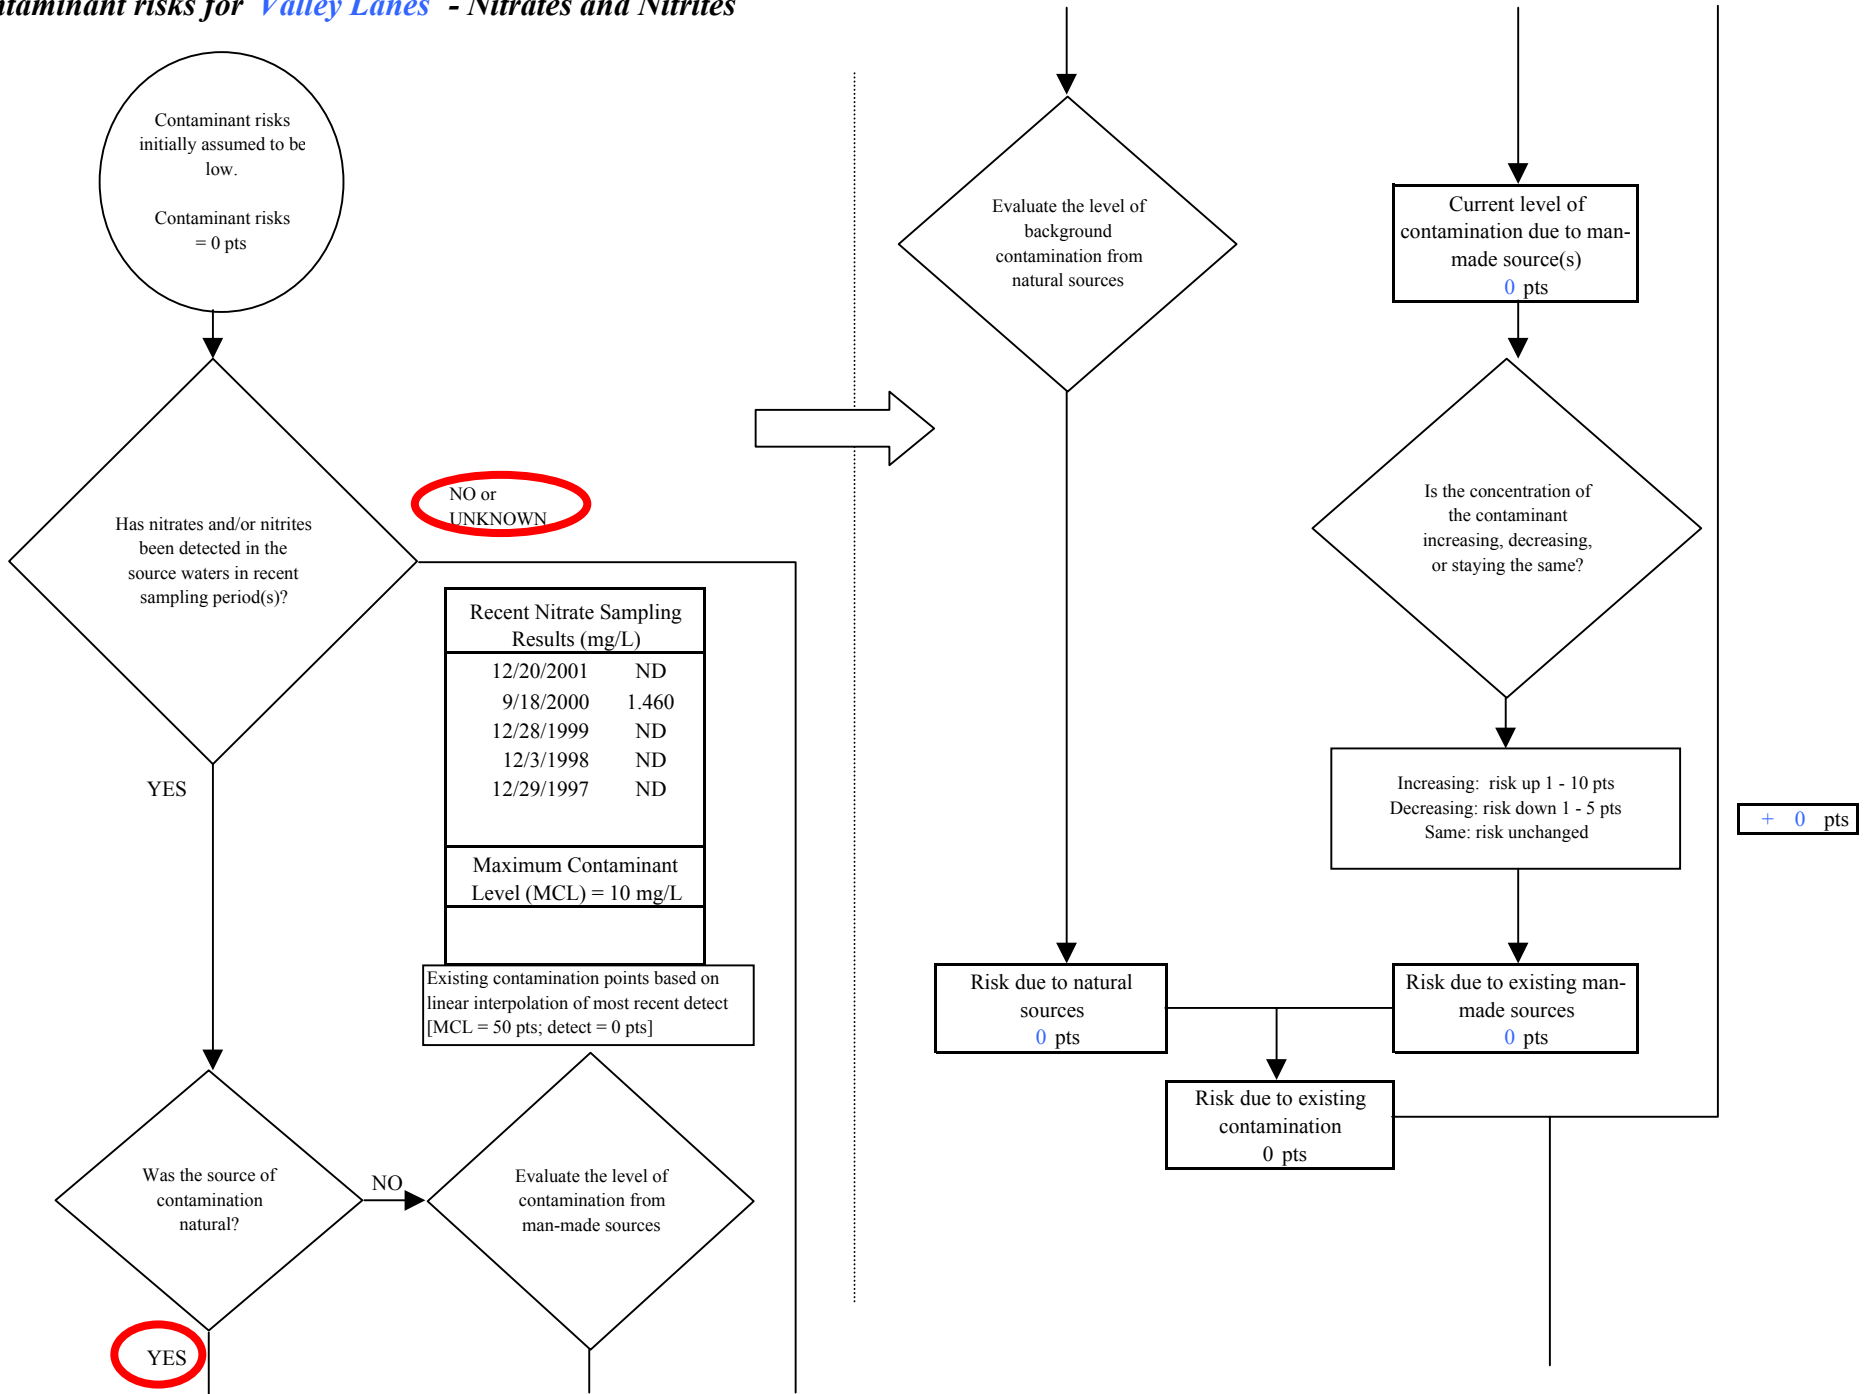 ntaminant risks for Valley Lanes - Nitrates and Nitrites
Contaminant risks
initially assumed to be
low.
Contaminant risks
= 0 pts
Has nitrates and/or nitrites
been detected in the
source waters in recent
sampling period(s)?
NO or
UNKNOWN
YES
Recent Nitrate Sampling
Results (mg/L)
12/20/2001 ND
9/18/2000 1.460
12/28/1999 ND
12/3/1998 ND
12/29/1997 ND
Maximum Contaminant
Level (MCL) = 10 mg/L
Existing contamination points based on
linear interpolation of most recent detect
[MCL = 50 pts; detect = 0 pts]
Was the source of
contamination
natural?
NO
YES
Evaluate the level of
contamination from
man-made sources
Evaluate the level of
background
contamination from
natural sources
Current level of
contamination due to man-
made source(s)
0 pts
Is the concentration of
the contaminant
increasing, decreasing,
or staying the same?
Increasing: risk up 1 - 10 pts
Decreasing: risk down 1 - 5 pts
Same: risk unchanged
+ 0 pts
Risk due to natural
sources
0 pts
Risk due to existing man-
made sources
0 pts
Risk due to existing
contamination
0 pts